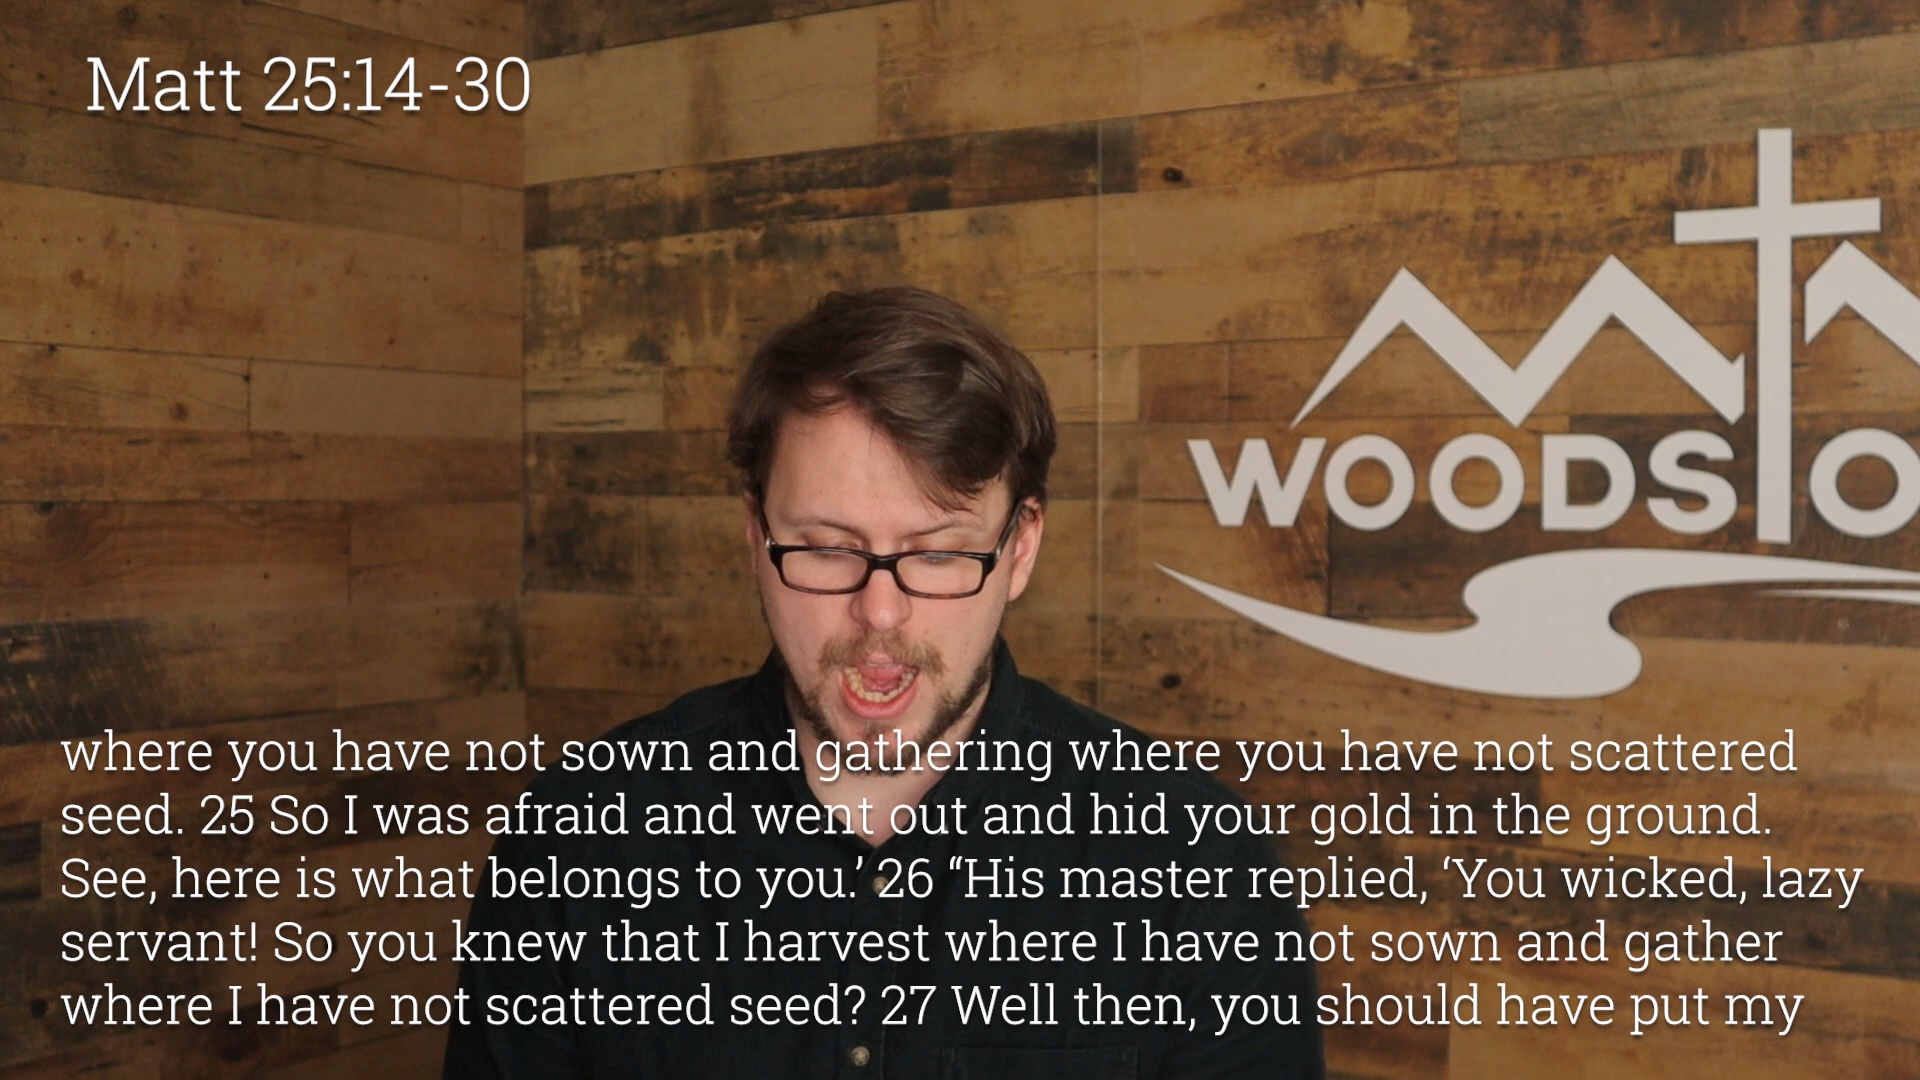 Matt 25:14-30
WOODSTO
where you have not sown and gathering where you have not scattered
seed. 25 So I was afraid and went out and hid your gold in the ground.
See, here is what belongs to you.’ 26 “His master replied, ‘You wicked, lazy
servant! So you knew that I harvest where I have not sown and gather
where I have not scattered seed? 27 Well then, you should have put my